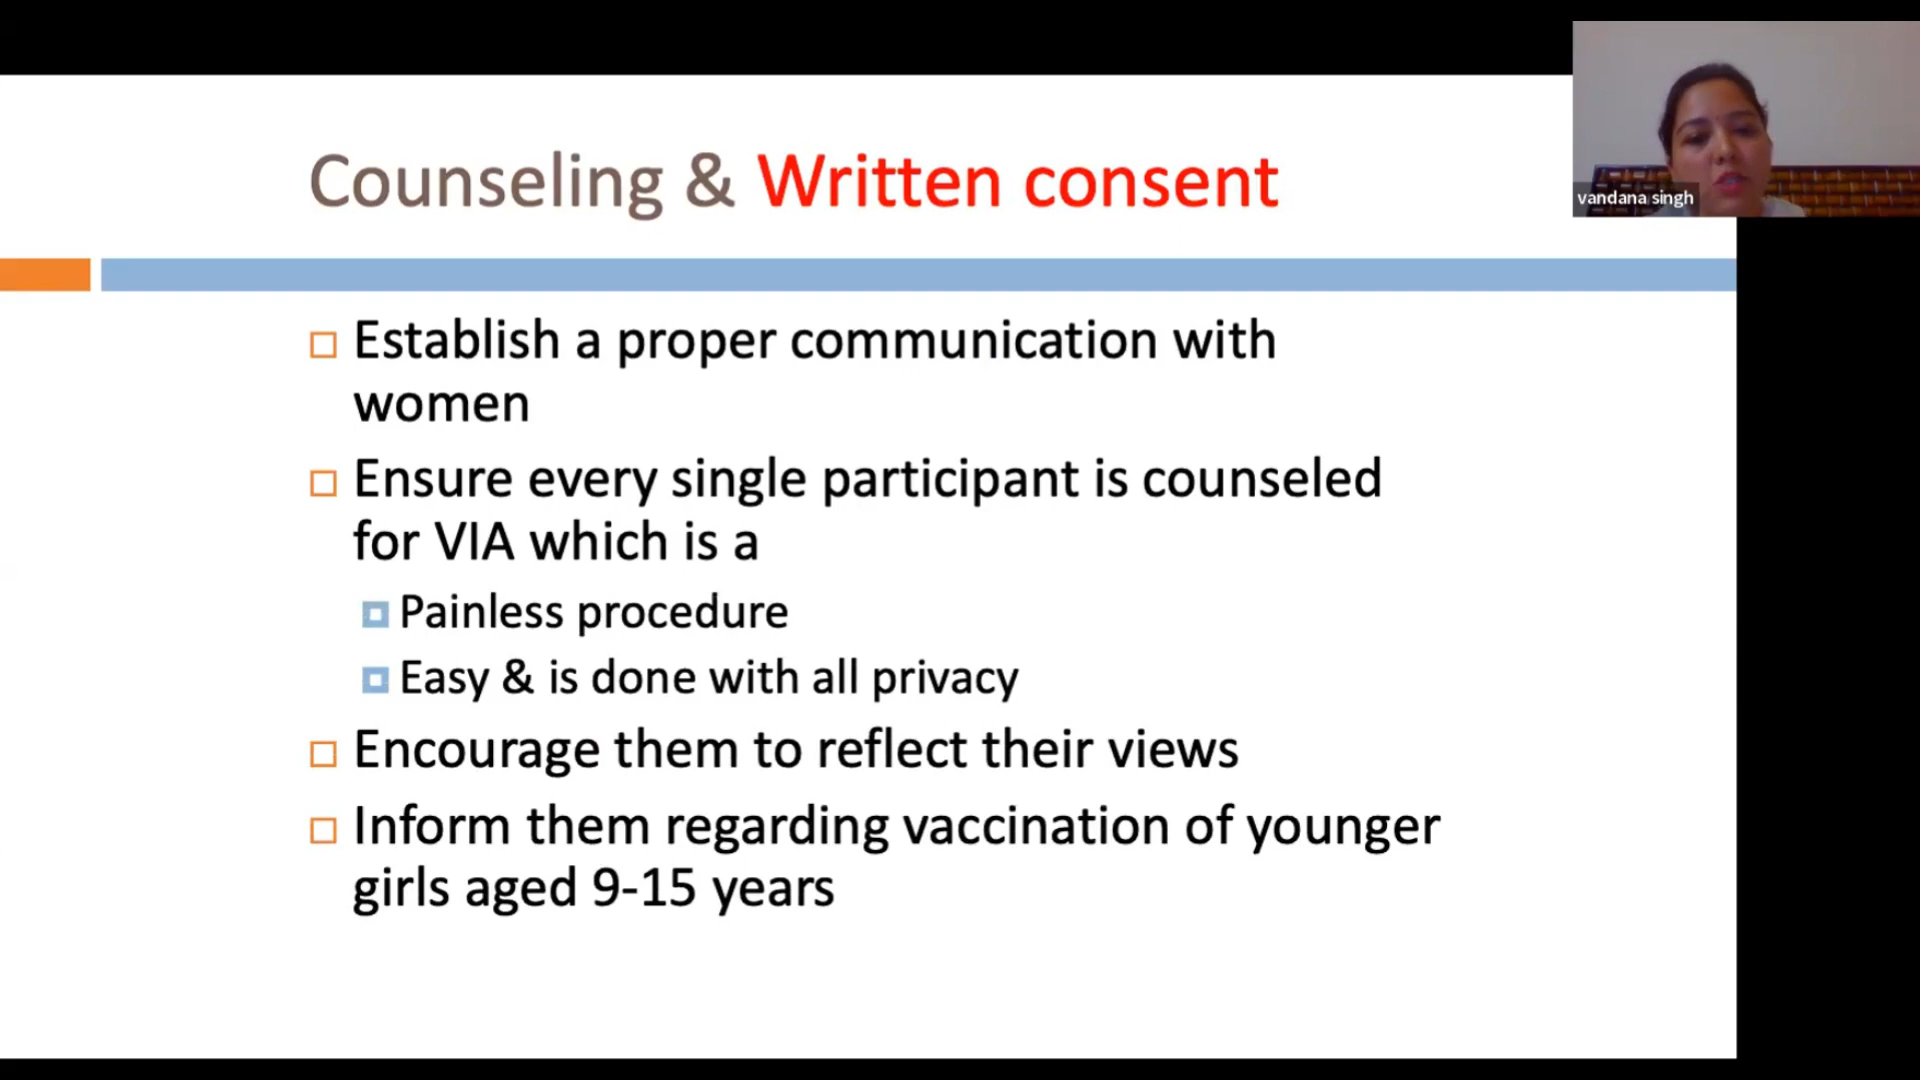 Counseling & Written consent
vandana singh
Establish a proper communication with
women
Ensure every single participant is counseled
for VIA which is a
Painless procedure
Easy & is done with all privacy
Encourage them to reflect their views
Inform them regarding vaccination of younger
girls aged 9-15 years